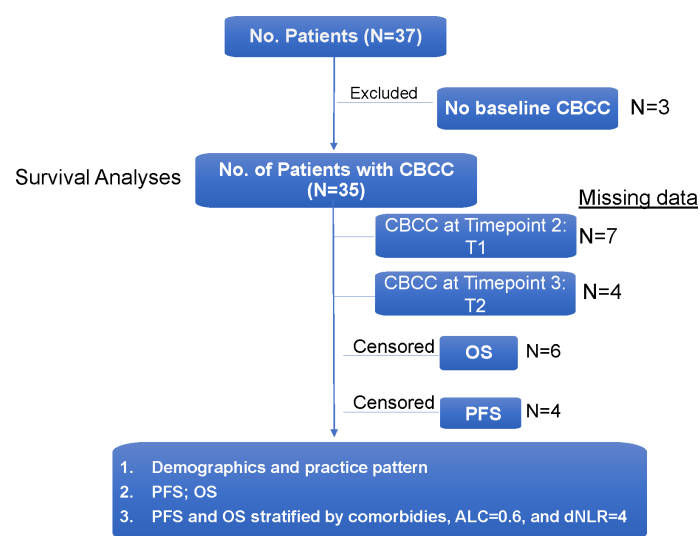 No. Patients (N=37)
Excluded
No baseline CBCC
N=3
Survival Analyses
No. of Patients with CBCC
(N=35)
Missing data
CBCC at Timepoint 2:
T1
N=7
CBCC at Timepoint 3:
T2
N=4
Censored
OS
N=6
Censored
PFS
N=4
1. Demographics and practice pattern
2. PFS; OS
3. PFS and OS stratified by comorbidies, ALC=0.6, and dNLR=4